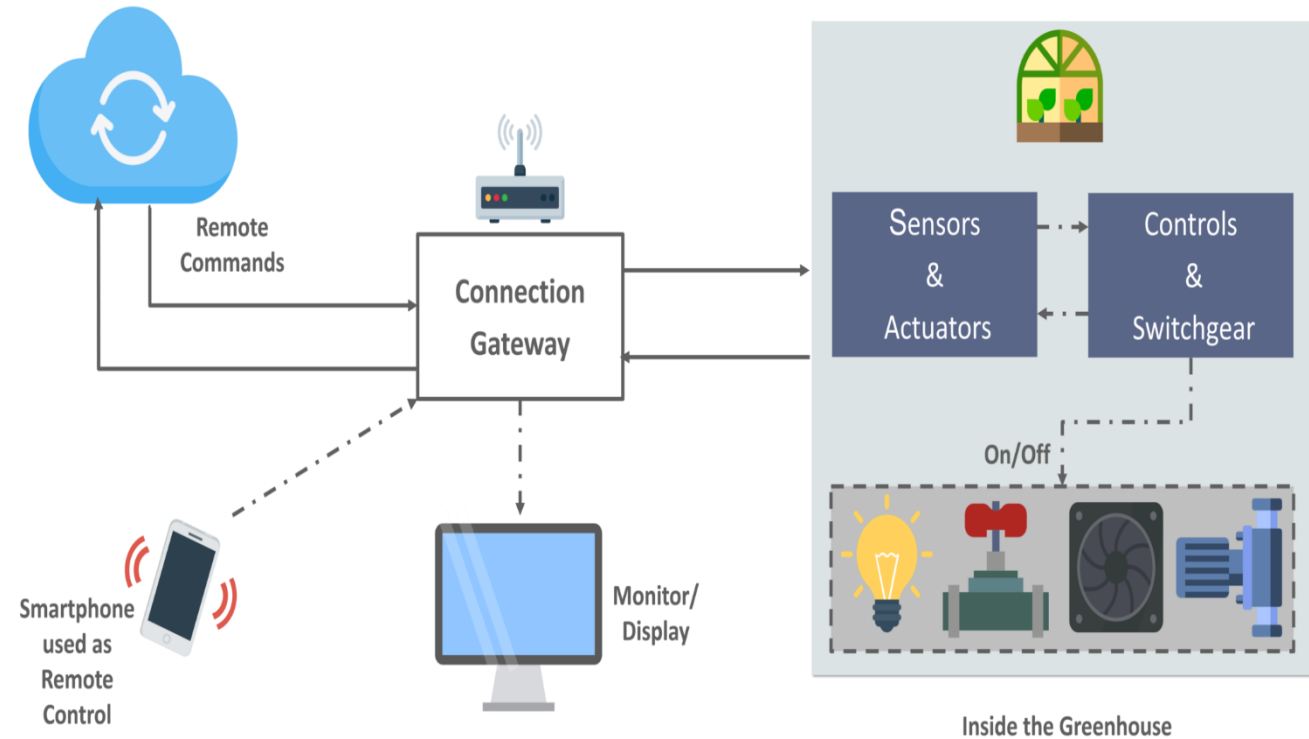 Remote
Commands
Connection
Gateway
Sensors
&
Actuators
Controls
&
Switchgear
On/Off
Smartphone
used as
Remote
Control
Monitor/
Display
Inside the Greenhouse